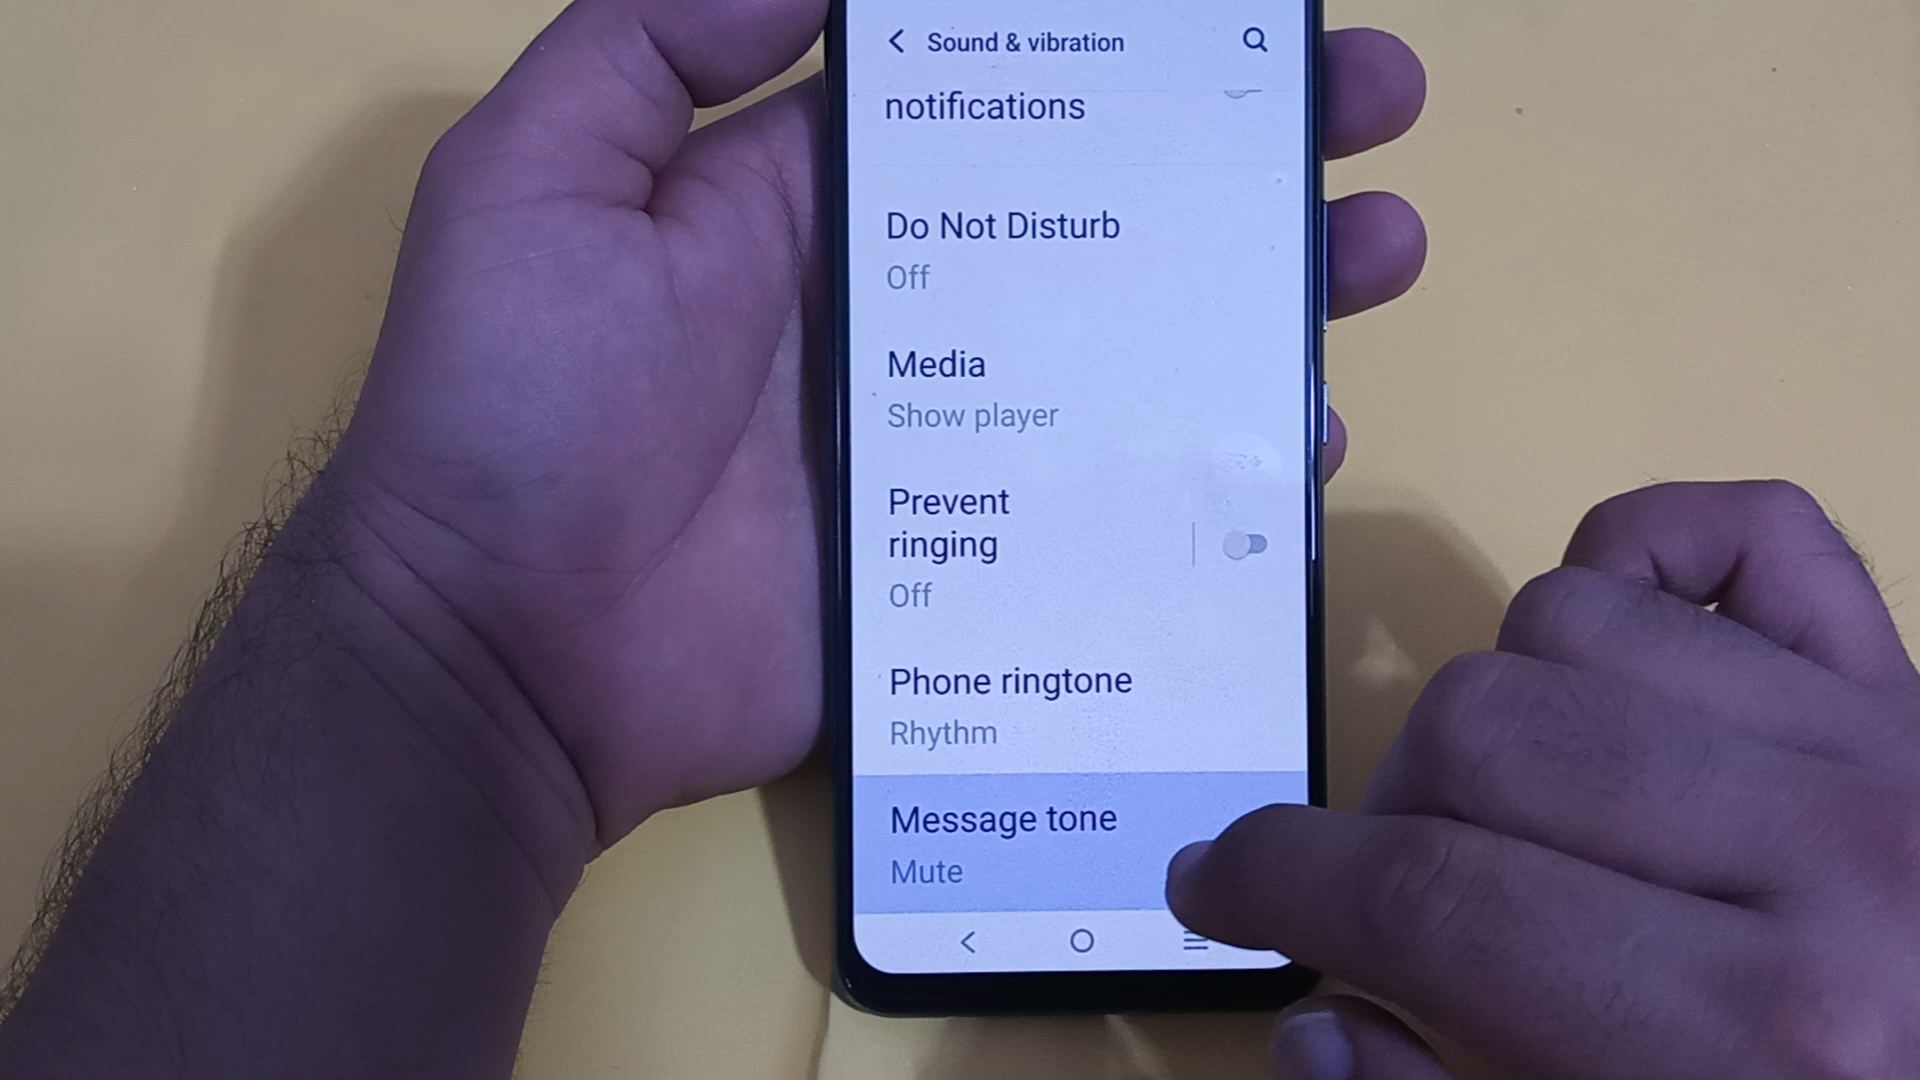 Sound & vibration
notifications
Do Not Disturb
Off
Media
Show player
Prevent
ringing
Off
Phone ringtone
Rhythm
Message tone
Mute